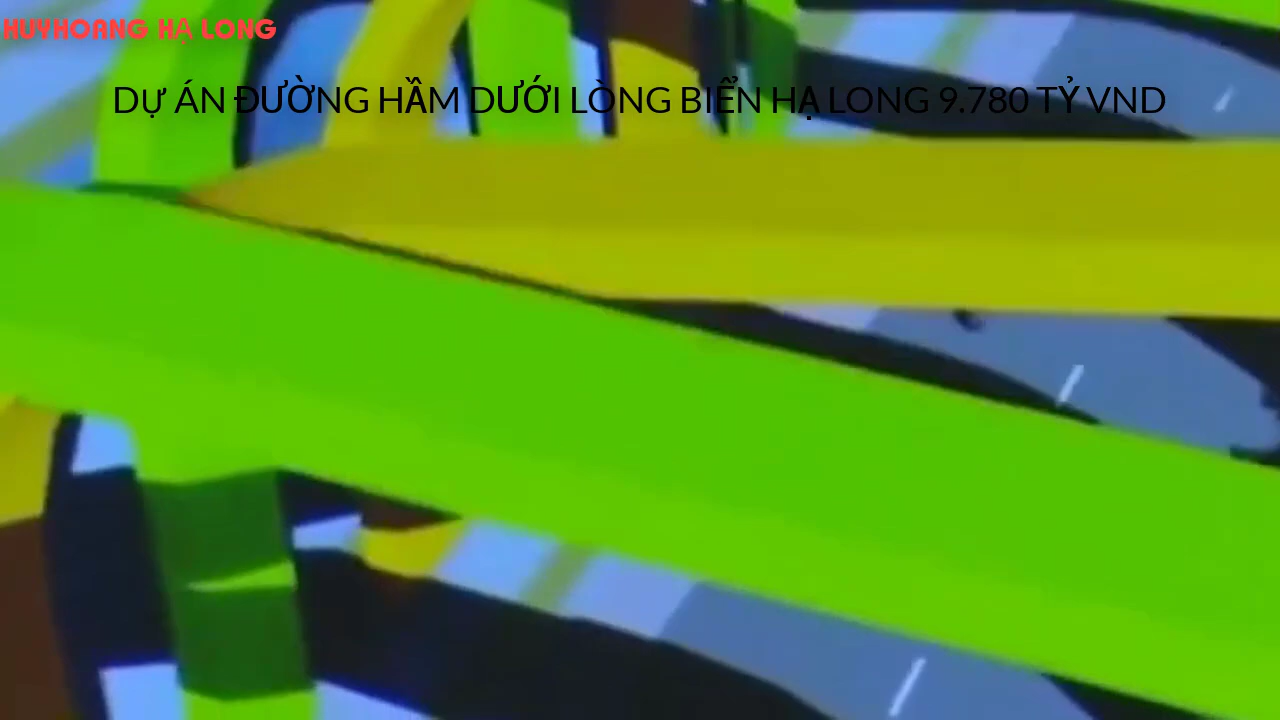 HUYHOANG HẠ LONG
DỰ ÁN ĐƯỜNG HẦM DƯỚI LÒNG BIỂN HẠ LONG 9.780 TỶ VND